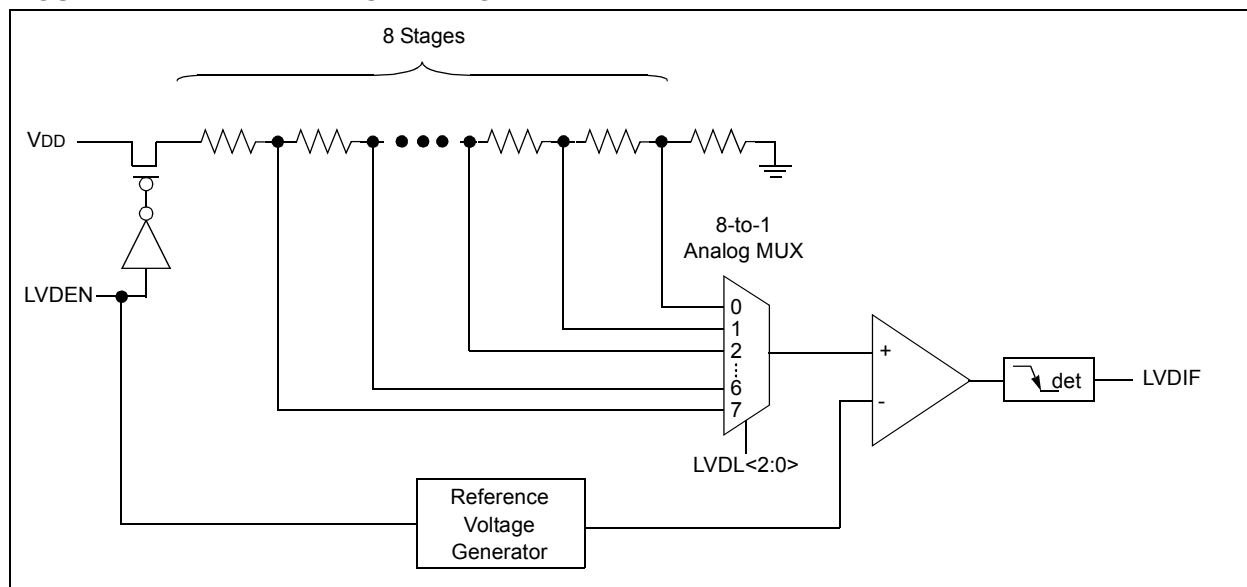 8 Stages
VDD
8-to-1
Analog MUX
LVDEN
0
1
2
6
7
+
-
det
LVDIF
LVDL<2:0>
Reference
Voltage
Generator